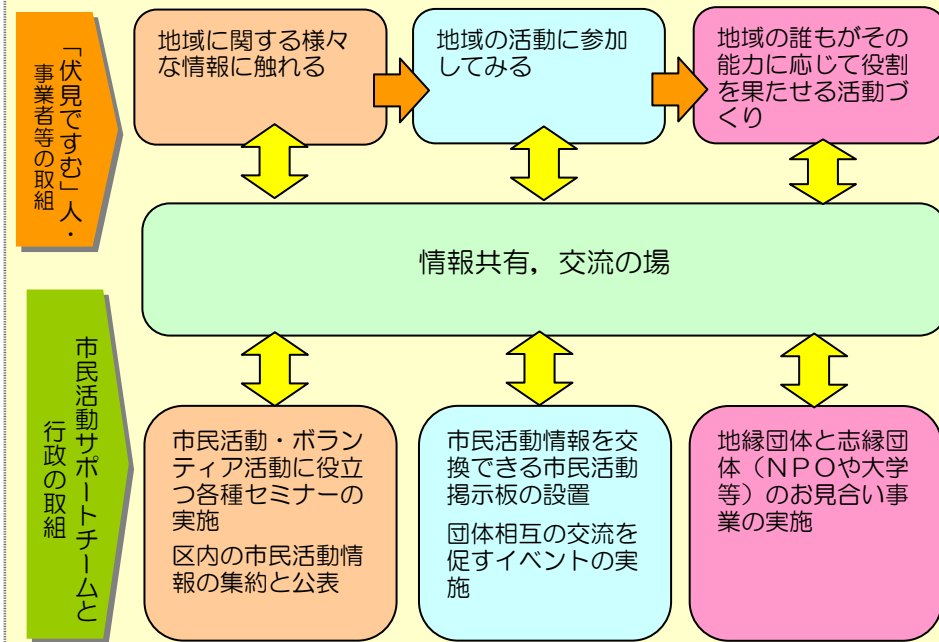 「伏見ですむ」人・
事業者等の取組
地域に関する様々
な情報に触れる
地域の活動に参加
してみる
地域の誰もがその
能力に応じて役割
を果たせる活動づ
くり
情報共有，交流の場
市民活動サポートチームと
行政の取組
市民活動・ボラン
ティア活動に役立
つ各種セミナーの
実施
区内の市民活動情
報の集約と公表
市民活動情報を交
換できる市民活動
掲示板の設置
団体相互の交流を
促すイベントの実
施
地縁団体と志縁団
体（ＮＰＯや大学
等）のお見合い事
業の実施